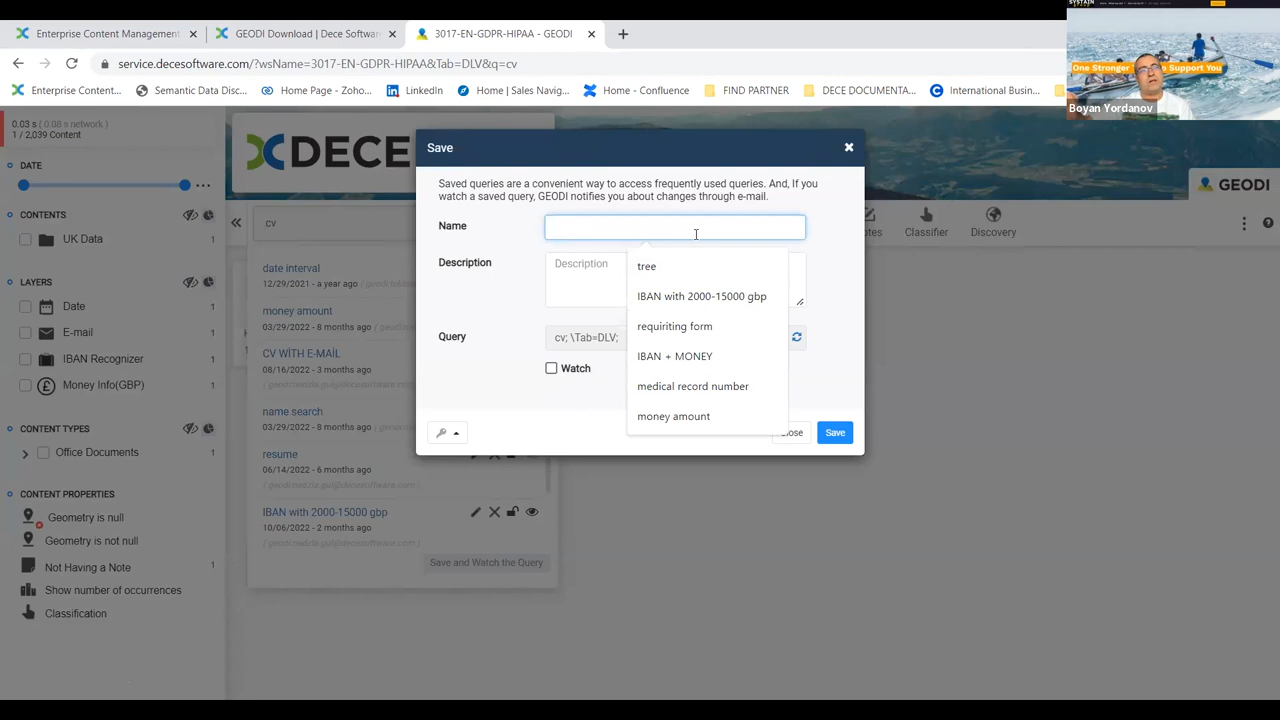 SYSTAIN
One Stronger
p Support You
Boyan Yordanov
Enterprise Content Management
GEODI Download | Dece Softwar
3017-EN-GDPR-HIPAA - GEODI
service.decesoftware.com/?wsName=3017-EN-GDPR-HIPAA&Tab=DLV&q
Enterprise Content...
Semantic Data Disc...
Home Page - Zoho...
LinkedI
Home | Sales Navig...
Home - Confluence
FIND PARTNER
DECE DOCUMENTA...
International Busin...
0.03 s ( 0.08 s network.)
1 / 2,039 Content
DATE
CONTENTS
UK Data 1
LAYERS
Date 1
E-mail 1
IBAN Recognizer 1
Money Info(GBP) 1
CONTENT TYPES
Office Documents 1
CONTENT PROPERTIES
Geometry is null 1
Geometry is not null
Not Having a Note 1
Show number of occurrences
Classification
DECE
GEODI
cv
otes
Classifier
Discovery
date interval
12/29/2021 - a year ago
money amount
03/29/2022 - 8 months ago
CV WİTH E-MAİL
08/16/2022 - 3 months ago
name search
03/29/2022 - 8 months ago
resume
06/14/2022 - 6 months ago
IBAN with 2000-15000 gbp
10/06/2022 - 2 months ago
Save and Watch the Query
Save
Saved queries are a convenient way to access frequently used queries. And, If you
watch a saved query, GEODI notifies you about changes through e-mail.
Name
Description
Description
Query
cv; \Tab=DLV;
Watch
tree
IBAN with 2000-15000 gbp
requiriting form
IBAN + MONEY
medical record number
money amount
lose
Save